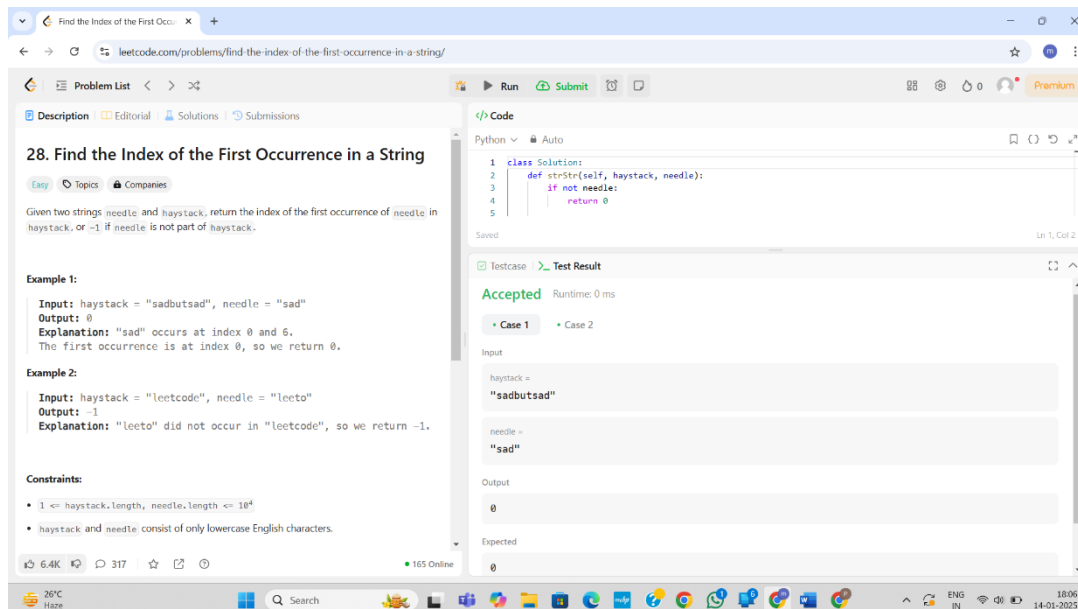 Find the Index of the First Occu
leetcode.com/problems/find-the-index-of-the-first-occurrence-in-a-string/
m
Problem List
Run
Submit
0
Premium
Description
Editorial
Solutions
Submissions
28. Find the Index of the First Occurrence in a String
Easy
Topics
Companies
Given two strings needle and haystack, return the index of the first occurrence of needle in
haystack, or -1 if needle is not part of haystack.
Example 1:
Input: haystack = "sadbutsad", needle = "sad"
Output: 0
Explanation: "sad" occurs at index 0 and 6.
The first occurrence is at index 0, so we return 0.
Example 2:
Input: haystack = "leetcode", needle = "leeto"
Output: -1
Explanation: "leeto" did not occur in "leetcode", so we return -1.
Constraints:
• 1 <= haystack.length, needle.length <= 10⁴
• haystack and needle consist of only lowercase English characters.
6.4K
317
165 Online
</> Code
Python
Auto
1 class Solution:
2 def strStr(self, haystack, needle):
3 if not needle:
4 return 0
5
Saved
Ln 1, Col 2
Testcase
>_ Test Result
Accepted Runtime: 0 ms
• Case 1
• Case 2
Input
haystack =
"sadbutsad"
needle =
"sad"
Output
0
Expected
0
26°C
Haze
Search
ENG
IN
18:06
14-01-2025